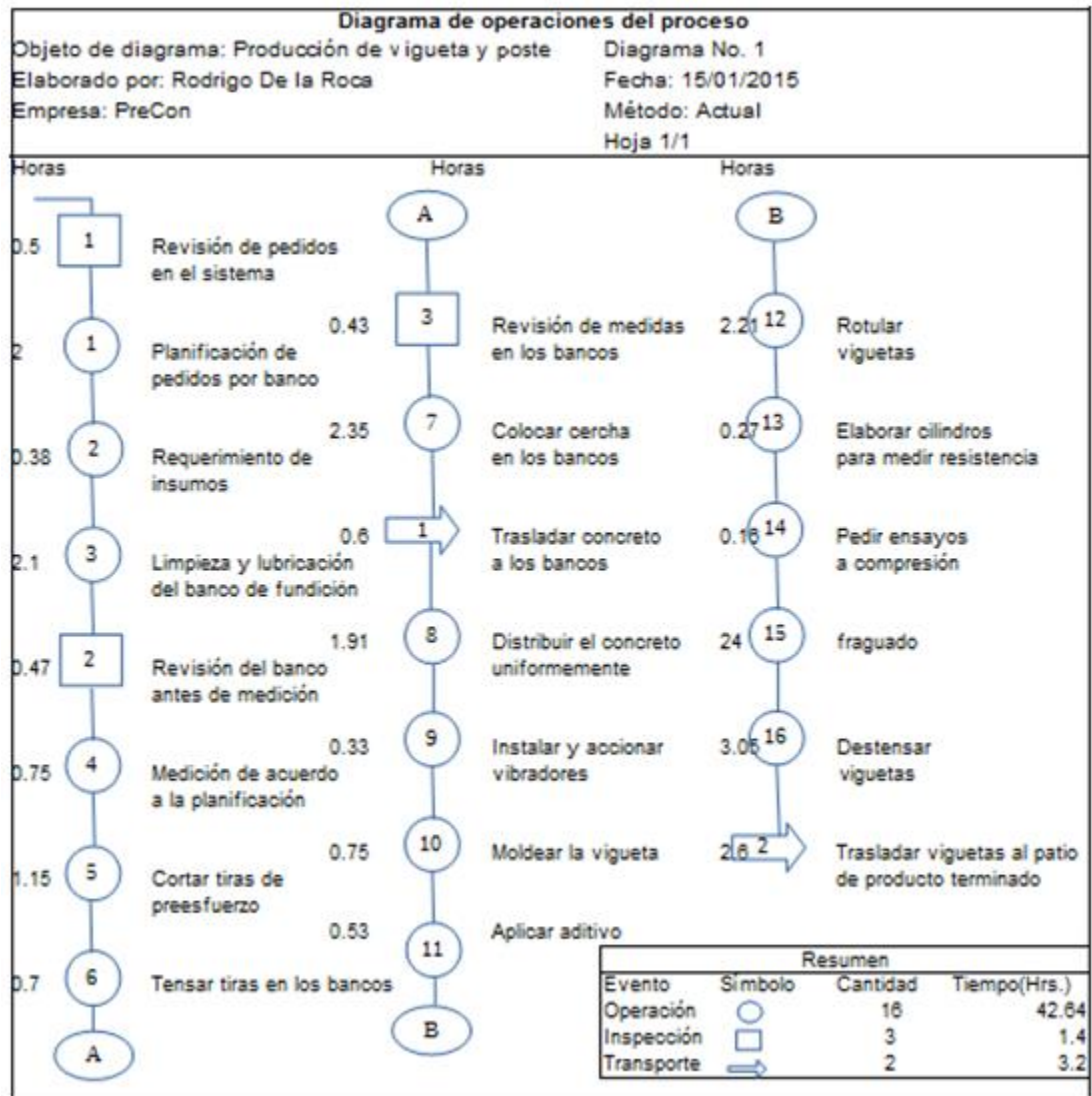 Diagrama de operaciones del proceso
Objeto de diagrama: Producción de vigueta y poste
Diagrama No. 1
Elaborado por: Rodrigo De la Roca
Fecha: 15/01/2015
Empresa: PreCon
Método: Actual
Hoja 1/1
Horas
0.5
1
Revisión de pedidos
en el sistema
2
1
Planificación de
pedidos por banco
0.38
2
Requerimiento de
insumos
2.1
3
Limpieza y lubricación
del banco de fundición
0.47
2
Revisión del banco
antes de medición
0.75
4
Medición de acuerdo
a la planificación
1.15
5
Cortar tiras de
preesfuerzo
0.7
6
Tensar tiras en los bancos
A
Horas
A
0.43
3
Revisión de medidas
en los bancos
2.35
7
Colocar cercha
en los bancos
0.6
1
Trasladar concreto
a los bancos
1.91
8
Distribuir el concreto
uniformemente
0.33
9
Instalar y accionar
vibradores
0.75
10
Moldear la vigueta
0.53
11
Aplicar aditivo
B
Horas
B
2.21
12
Rotular
viguetas
0.27
13
Elaborar cilindros
para medir resistencia
0.16
14
Pedir ensayos
a compresión
24
15
fraguado
3.05
16
Destensar
viguetas
2.6
2
Trasladar viguetas al patio
de producto terminado
Resumen
Evento Símbolo Cantidad Tiempo(Hrs.)
Operación 16 42.64
Inspección 3 1.4
Transporte 2 3.2